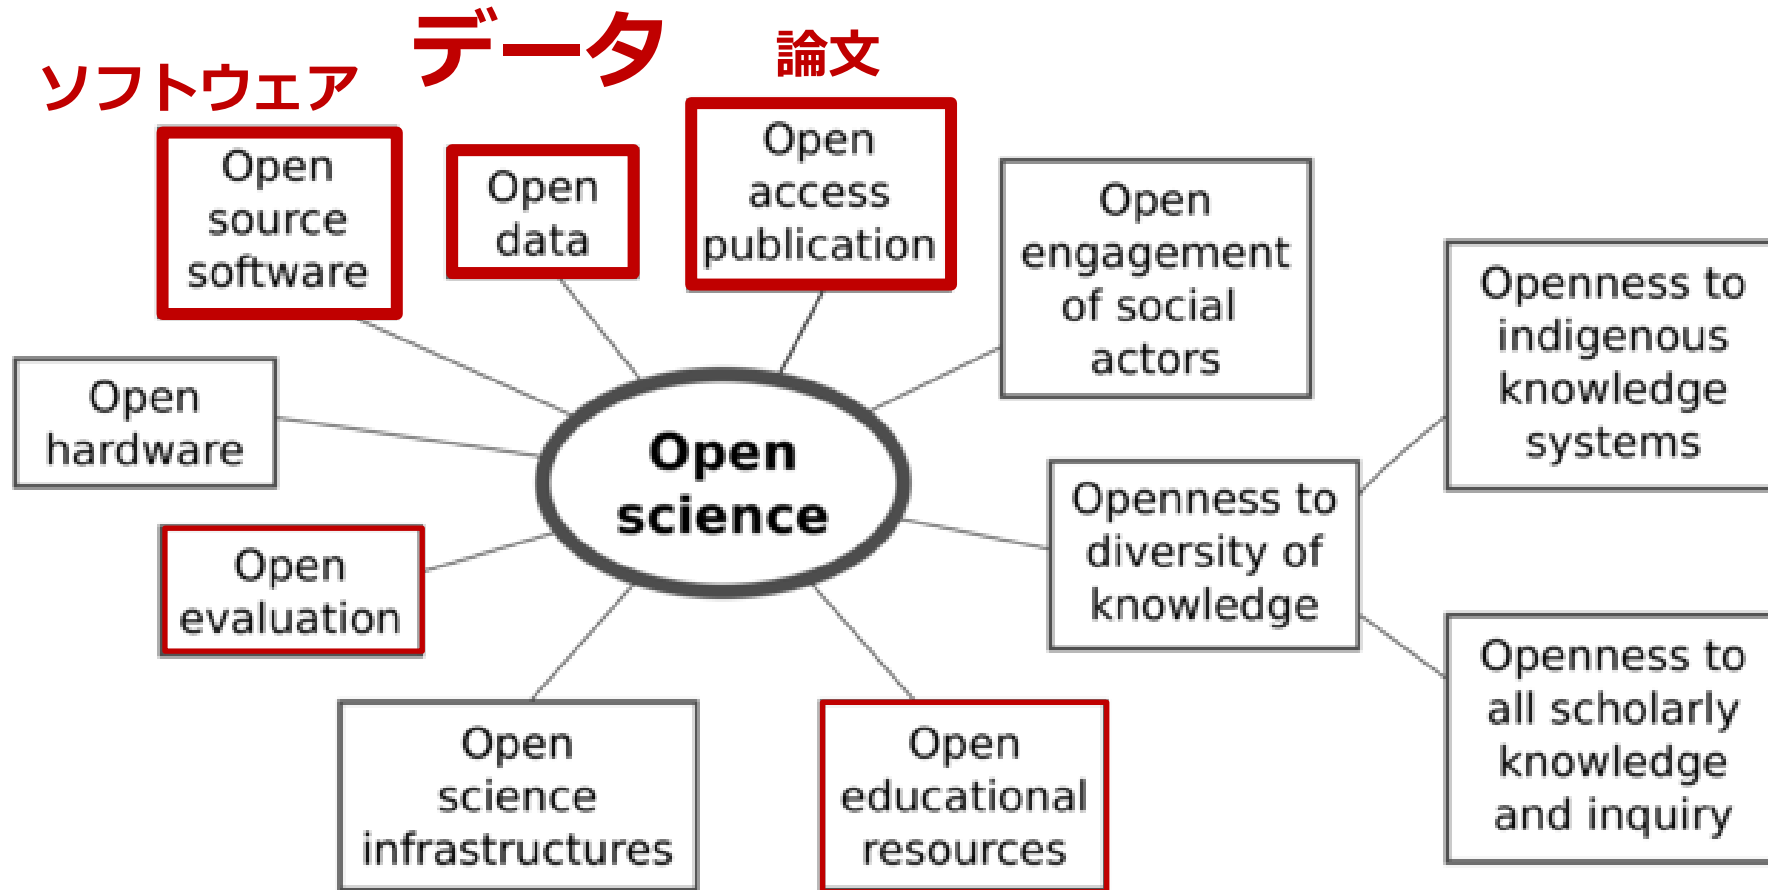 ソフトウェア
データ
論文
Open
source
software
Open
data
Open
access
publication
Open
engagement
of social
actors
Openness to
indigenous
knowledge
systems
Open
hardware
Open
science
Openness to
diversity of
knowledge
Open
evaluation
Openness to
all scholarly
knowledge
and inquiry
Open
science
infrastructures
Open
educational
resources